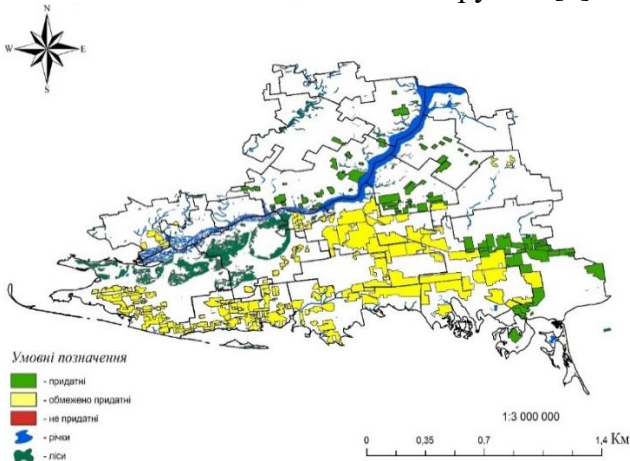 N
W E
S
Умовні позначення
- придатні
- обмежено придатні
- не придатні
- річки
- ліси
1:3 000 000
0 0,35 0,7 1,4 Км